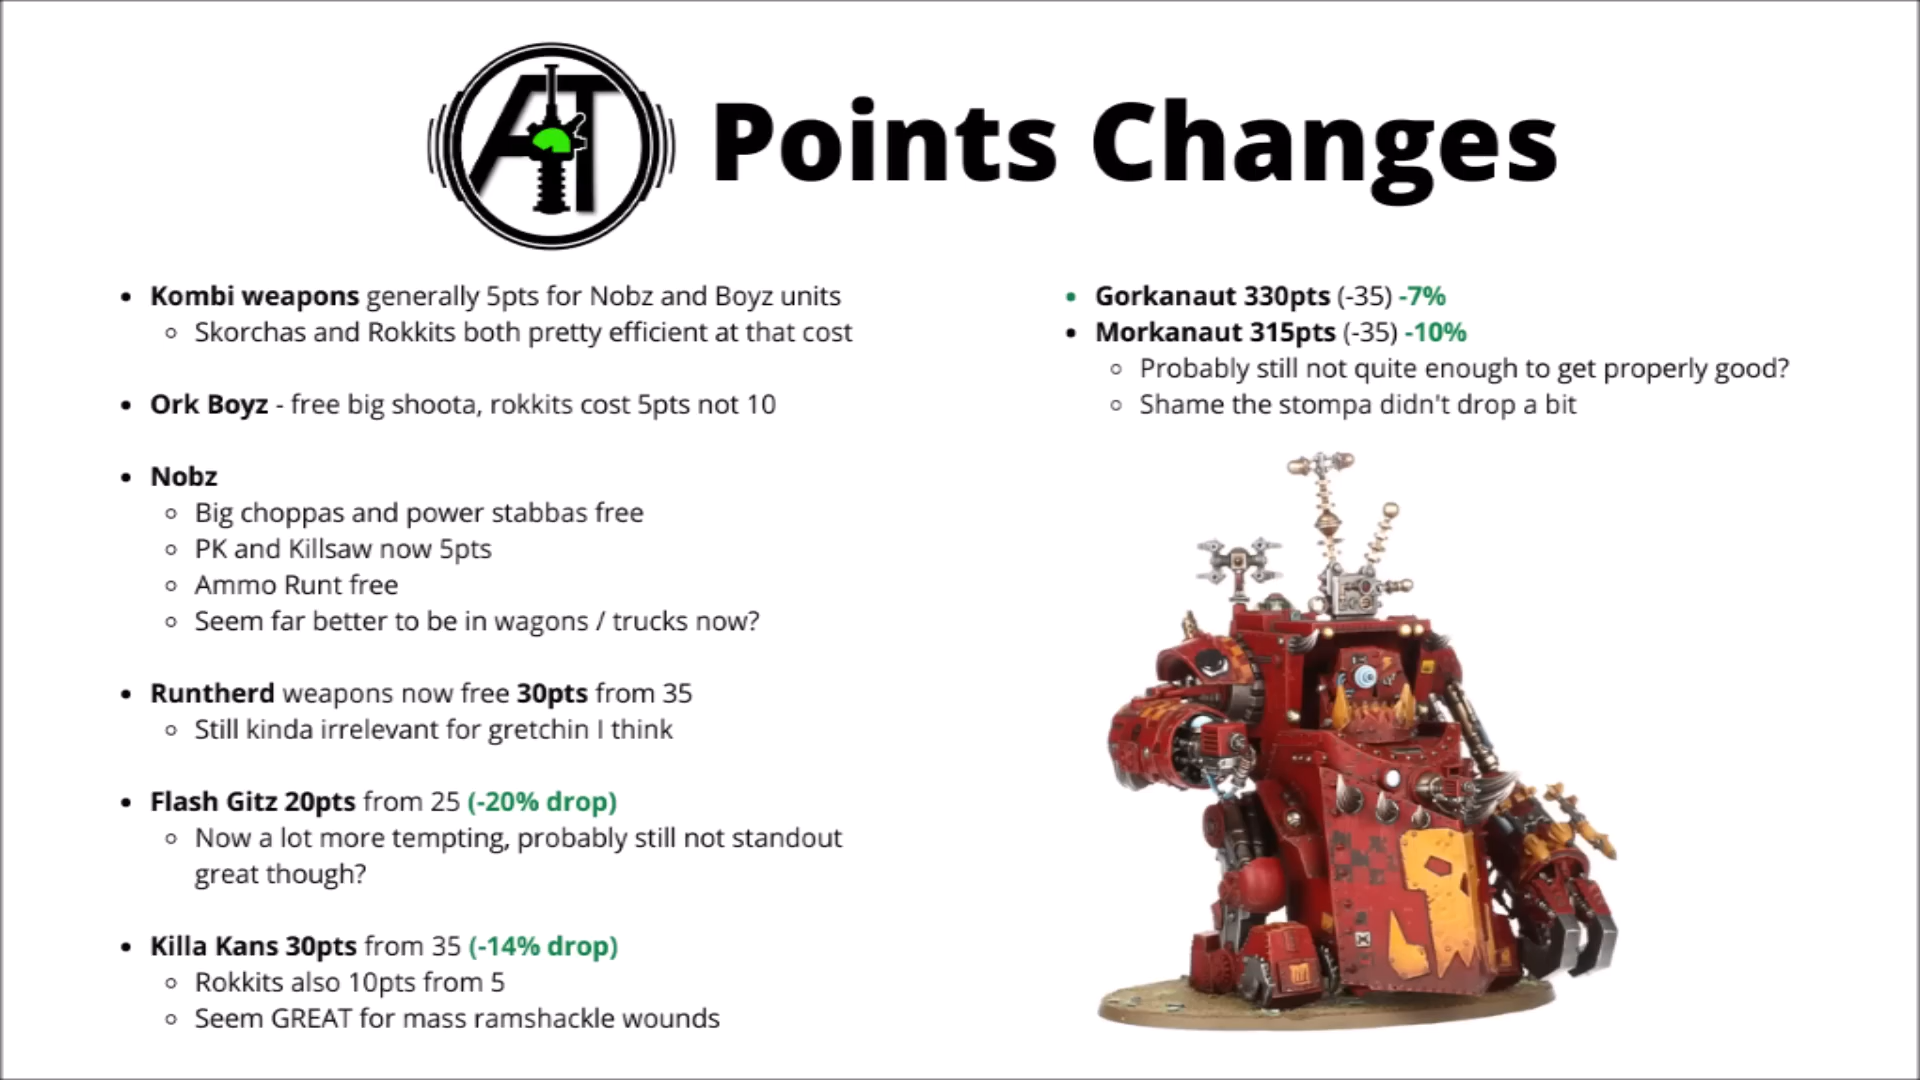 AT
Points Changes
• Kombi weapons generally 5pts for Nobz and Boyz units
◦ Skorchas and Rokkits both pretty efficient at that cost
• Ork Boyz - free big shoota, rokkits cost 5pts not 10
• Nobz
◦ Big choppas and power stabbas free
◦ PK and Killsaw now 5pts
◦ Ammo Runt free
◦ Seem far better to be in wagons / trucks now?
• Runtherd weapons now free 30pts from 35
◦ Still kinda irrelevant for gretchin I think
• Flash Gitz 20pts from 25 (-20% drop)
◦ Now a lot more tempting, probably still not standout
great though?
• Killa Kans 30pts from 35 (-14% drop)
◦ Rokkits also 10pts from 5
◦ Seem GREAT for mass ramshackle wounds
• Gorkanaut 330pts (-35) -7%
• Morkanaut 315pts (-35) -10%
◦ Probably still not quite enough to get properly good?
◦ Shame the stompa didn't drop a bit